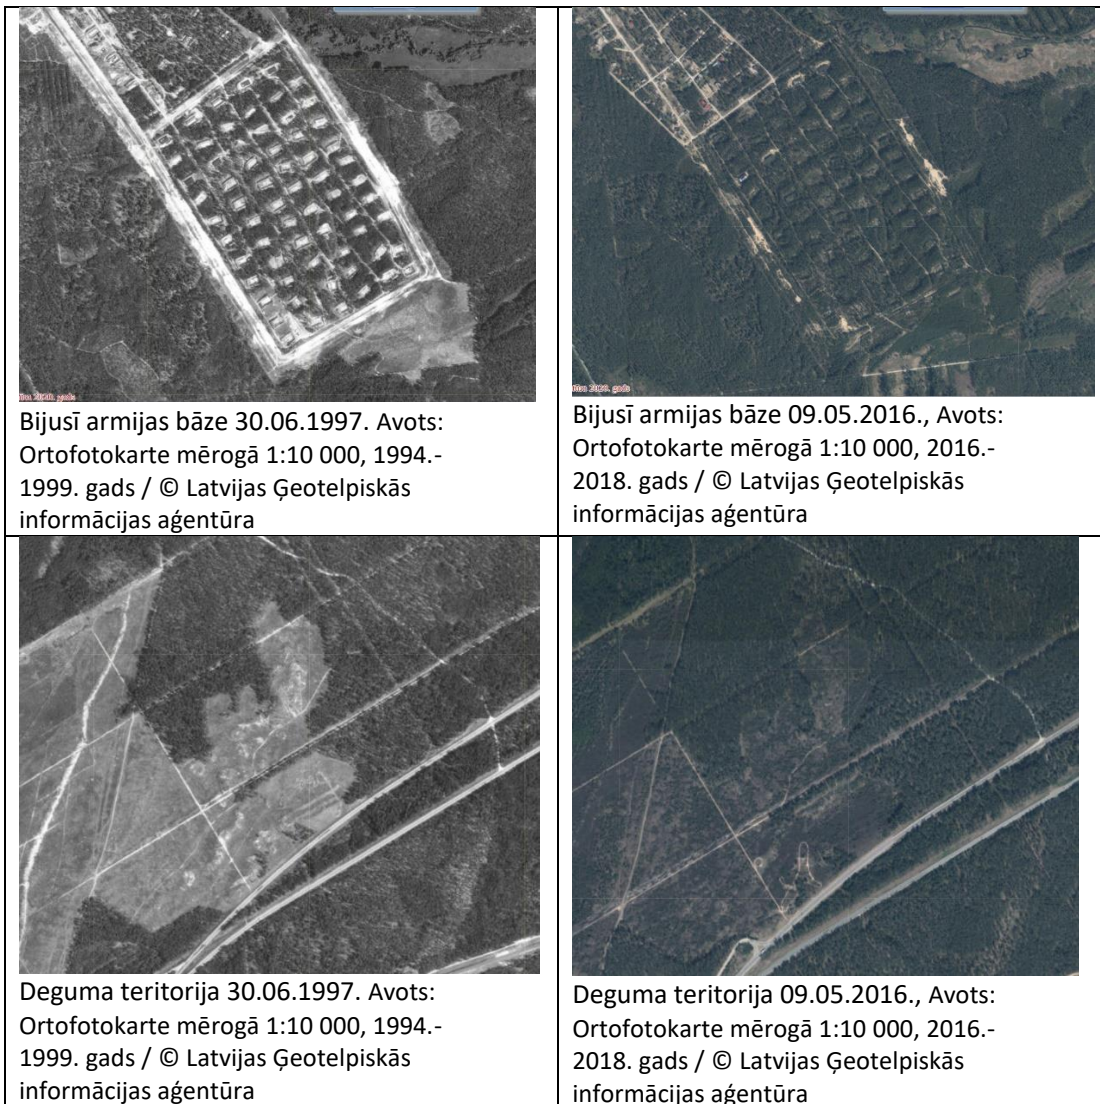 Bijusī armijas bāze 30.06.1997. Avots:
Ortofotokarte mērogā 1:10 000, 1994.-
1999. gads / © Latvijas Ģeotelpiskās
informācijas aģentūra
Bijusī armijas bāze 09.05.2016., Avots:
Ortofotokarte mērogā 1:10 000, 2016.-
2018. gads / © Latvijas Ģeotelpiskās
informācijas aģentūra
Deguma teritorija 30.06.1997. Avots:
Ortofotokarte mērogā 1:10 000, 1994.-
1999. gads / © Latvijas Ģeotelpiskās
informācijas aģentūra
Deguma teritorija 09.05.2016., Avots:
Ortofotokarte mērogā 1:10 000, 2016.-
2018. gads / © Latvijas Ģeotelpiskās
informācijas aģentūra